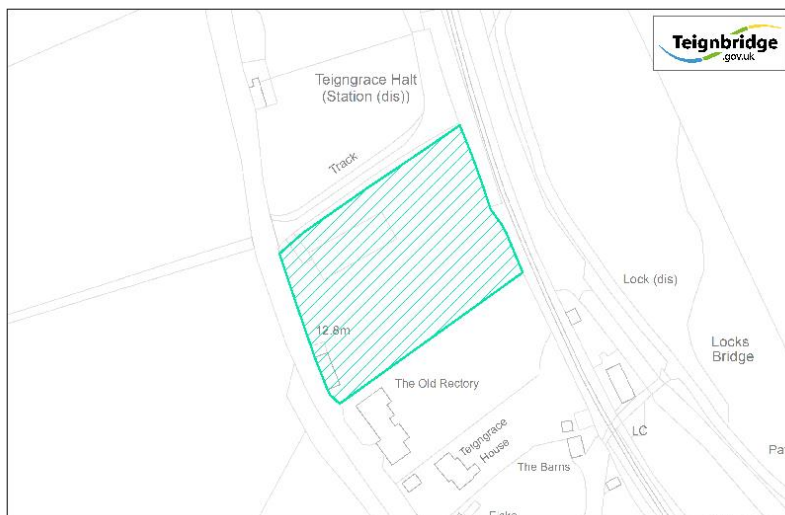 Teignbridge
.gov.uk
Teigngrace Halt
(Station (dis))
Track
Lock (dis)
12.8m
Locks
Bridge
The Old Rectory
Teigngrace
House
LC
The Barns
Pa